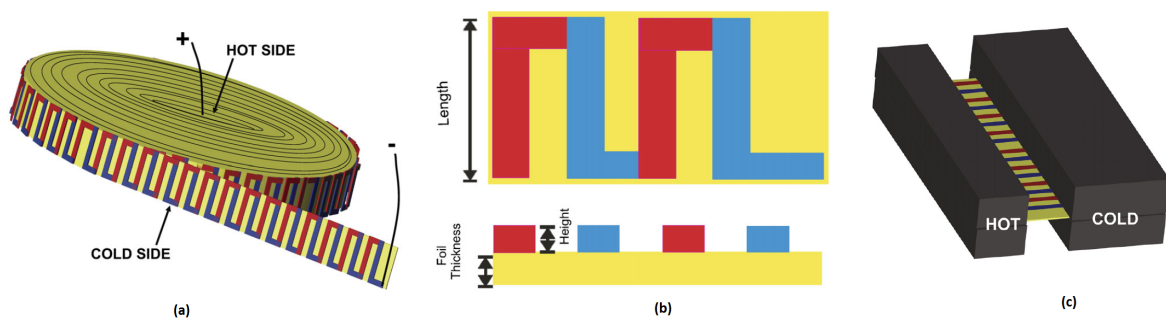 +
HOT SIDE
-
COLD SIDE
(a)
Length
Height
Foil
Thickness
(b)
HOT
COLD
(c)